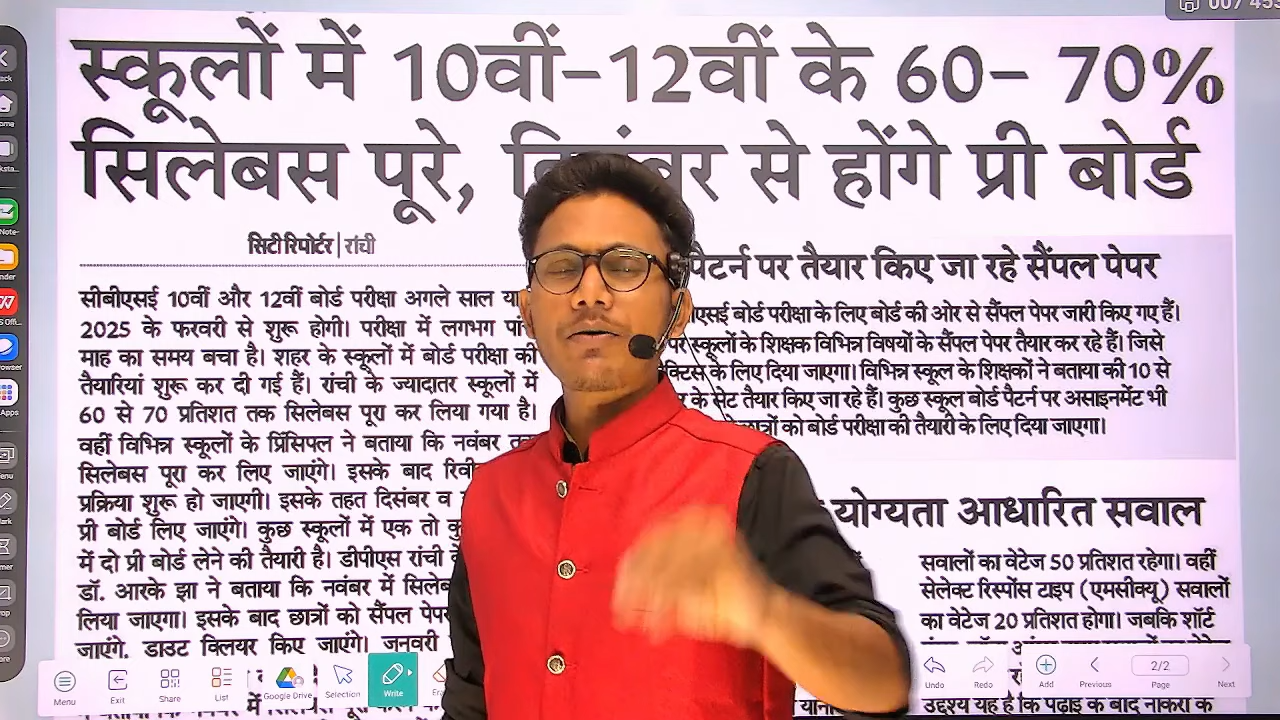 007 453
स्कूलों में 10वीं-12वीं के 60- 70%
सिलेबस पूरे, दिसंबर से होंगे प्री बोर्ड
सिटी रिपोर्टर | रांची
सीबीएसई 10वीं और 12वीं बोर्ड परीक्षा अगले साल
2025 के फरवरी से शुरू होगी। परीक्षा में लगभग
माह का समय बचा है। शहर के स्कूलों में बोर्ड परीक्षा की
तैयारियां शुरू कर दी गई हैं। रांची के ज्यादातर स्कूलों में
60 से 70 प्रतिशत तक सिलेबस पूरा कर लिया गया है।
वहीं विभिन्न स्कूलों के प्रिंसिपल ने बताया कि नवंबर
सिलेबस पूरा कर लिए जाएंगे। इसके बाद
प्रक्रिया शुरू हो जाएगी। इसके तहत दिसंबर व
प्री बोर्ड लिए जाएंगे। कुछ स्कूलों में एक तो
में दो प्री बोर्ड लेने की तैयारी है। डीपीएस रांची
डॉ. आरके झा ने बताया कि नवंबर में
लिया जाएगा। इसके बाद छात्रों को सैंपल
जाएंगे. डाउट क्लियर किए जाएंगे। जनवरी
पैटर्न पर तैयार किए जा रहे सैंपल पेपर
बोर्ड परीक्षा के लिए बोर्ड की ओर से सैंपल पेपर जारी किए गए हैं।
पर स्कूलों के शिक्षक विभिन्न विषयों के सैंपल पेपर तैयार कर रहे हैं। जिसे
के लिए दिया जाएगा। विभिन्न स्कूल के शिक्षकों ने बताया की 10 से
के सेट तैयार किए जा रहे हैं। कुछ स्कूल बोर्ड पैटर्न पर असाइनमेंट भी
को बोर्ड परीक्षा की तैयारी के लिए दिया जाएगा।
योग्यता आधारित सवाल
सवालों का वेटेज 50 प्रतिशत रहेगा। वहीं
सेलेक्ट रिस्पोंस टाइप (एमसीक्यू) सवालों
का वेटेज 20 प्रतिशत होगा। जबकि शॉर्ट
उद्देश्य यह है कि पढ़ाई के बाद नौकरी के
Menu
Exit
Share
List
Google Drive
Selection
Write
Undo
Redo
Add
Previous
2/2
Page
Next